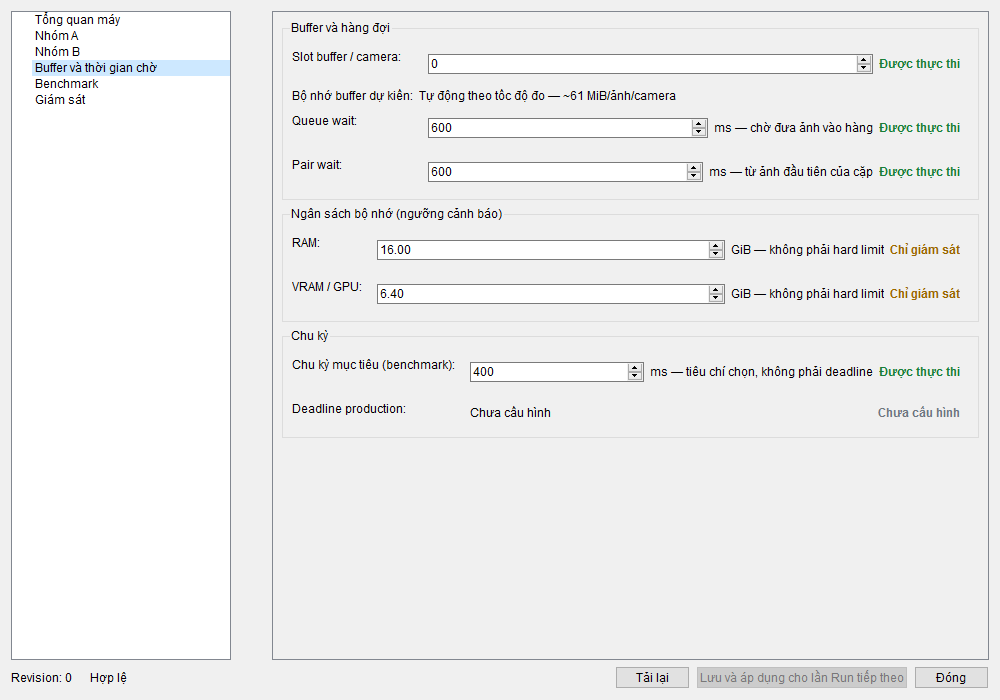 Tổng quan máy
Nhóm A
Nhóm B
Buffer và thời gian chờ
Benchmark
Giám sát
Buffer và hàng đợi
Slot buffer / camera: 0 Được thực thi
Bộ nhớ buffer dự kiến: Tự động theo tốc độ đo — ~61 MiB/ảnh/camera
Queue wait: 600 ms — chờ đưa ảnh vào hàng Được thực thi
Pair wait: 600 ms — từ ảnh đầu tiên của cặp Được thực thi
Ngân sách bộ nhớ (ngưỡng cảnh báo)
RAM: 16.00 GiB — không phải hard limit Chỉ giám sát
VRAM / GPU: 6.40 GiB — không phải hard limit Chỉ giám sát
Chu kỳ
Chu kỳ mục tiêu (benchmark): 400 ms — tiêu chí chọn, không phải deadline Được thực thi
Deadline production: Chưa cấu hình Chưa cấu hình
Revision: 0 Hợp lệ Tải lại Lưu và áp dụng cho lần Run tiếp theo Đóng